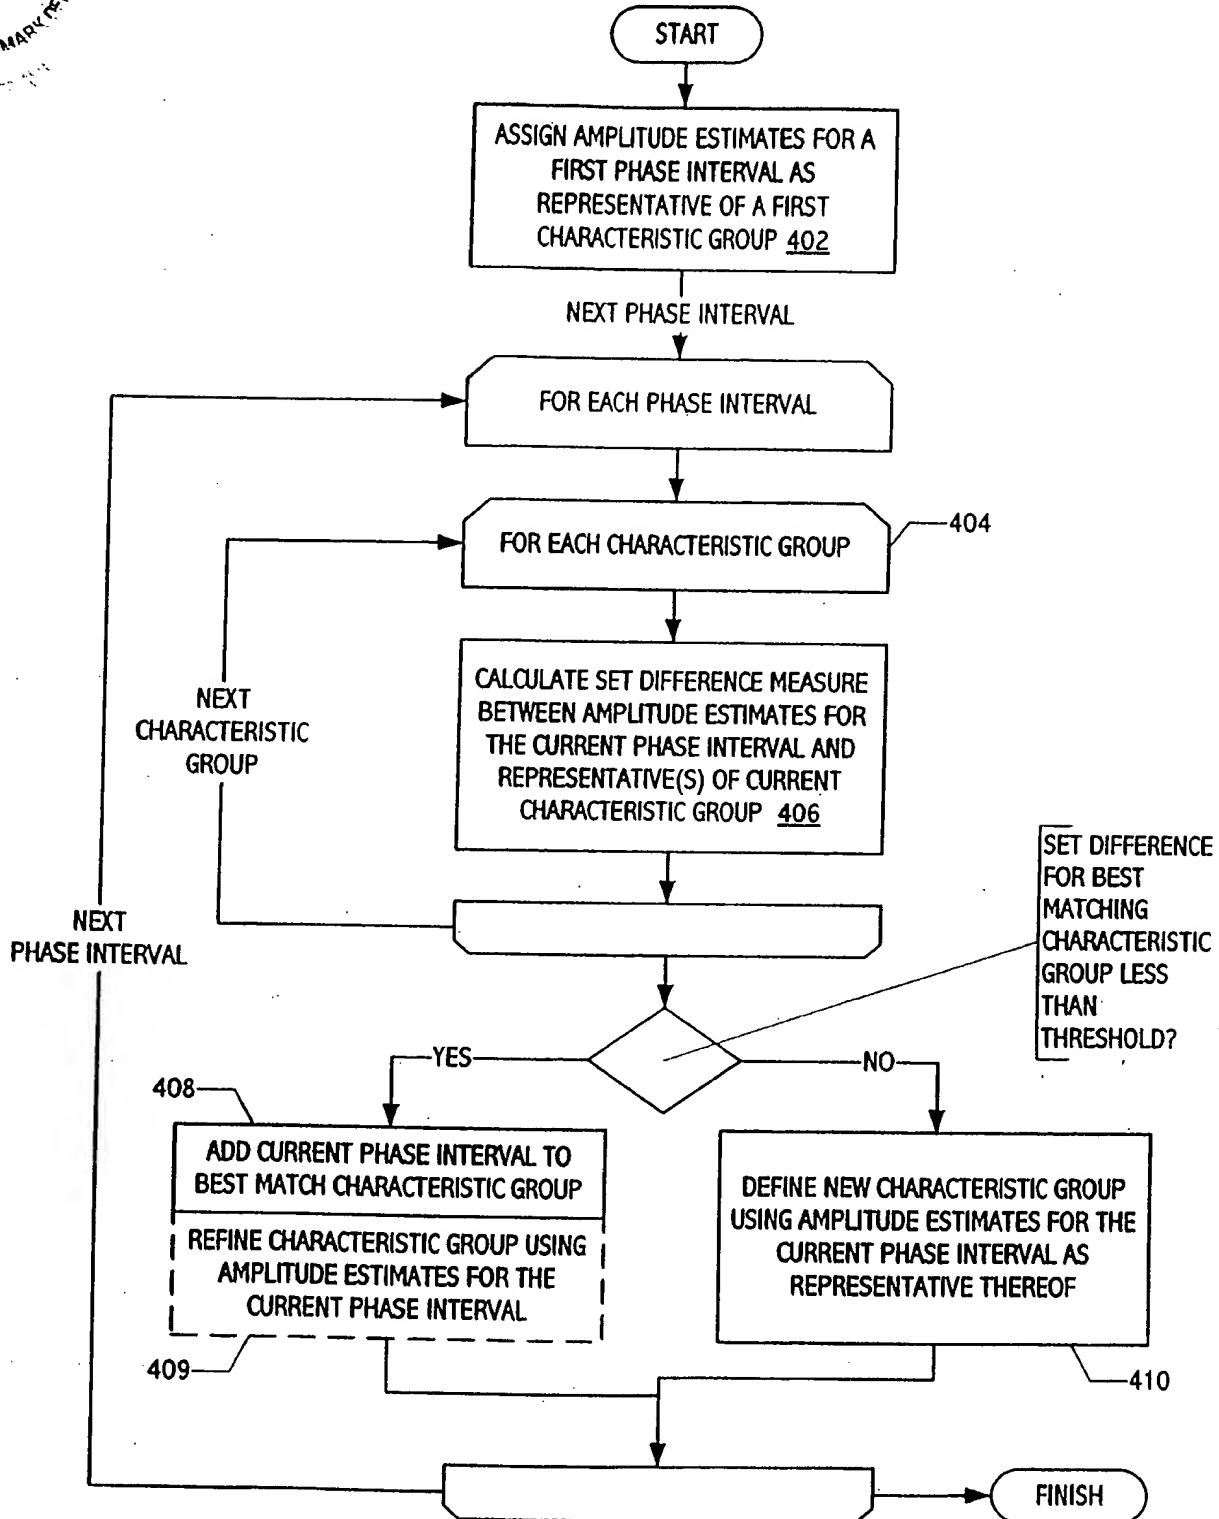 MARK
START
ASSIGN AMPLITUDE ESTIMATES FOR A
FIRST PHASE INTERVAL AS
REPRESENTATIVE OF A FIRST
CHARACTERISTIC GROUP 402
NEXT PHASE INTERVAL
FOR EACH PHASE INTERVAL
FOR EACH CHARACTERISTIC GROUP
404
CALCULATE SET DIFFERENCE MEASURE
BETWEEN AMPLITUDE ESTIMATES FOR
THE CURRENT PHASE INTERVAL AND
REPRESENTATIVE(S) OF CURRENT
CHARACTERISTIC GROUP 406
NEXT
CHARACTERISTIC
GROUP
NEXT
PHASE INTERVAL
SET DIFFERENCE
FOR BEST
MATCHING
CHARACTERISTIC
GROUP LESS
THAN
THRESHOLD?
YES
NO
408
ADD CURRENT PHASE INTERVAL TO
BEST MATCH CHARACTERISTIC GROUP
REFINE CHARACTERISTIC GROUP USING
AMPLITUDE ESTIMATES FOR THE
CURRENT PHASE INTERVAL
409
DEFINE NEW CHARACTERISTIC GROUP
USING AMPLITUDE ESTIMATES FOR THE
CURRENT PHASE INTERVAL AS
REPRESENTATIVE THEREOF
410
FINISH